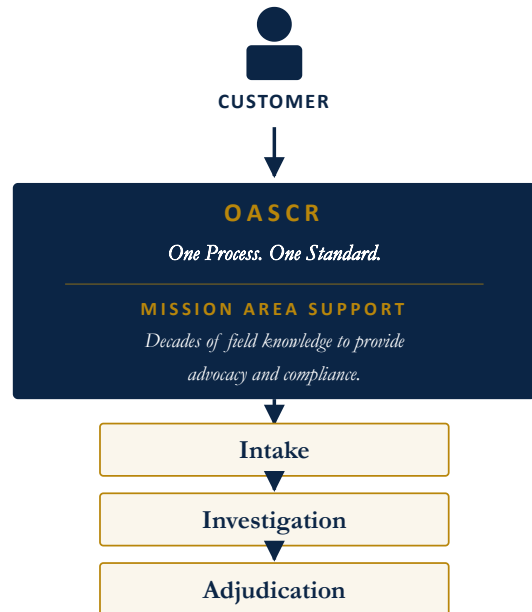 CUSTOMER
OASCR
One Process. One Standard.
MISSION AREA SUPPORT
Decades of field knowledge to provide
advocacy and compliance.
Intake
Investigation
Adjudication